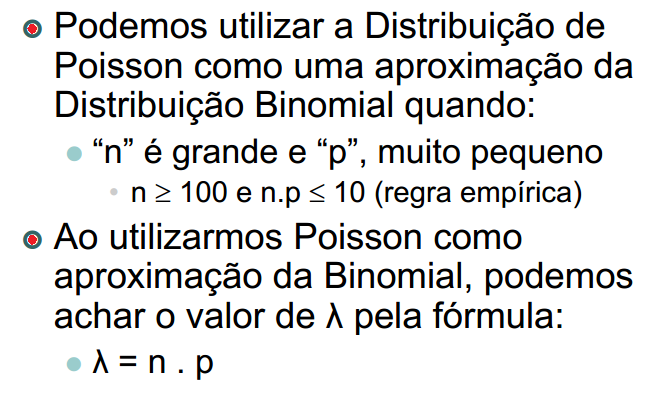 Podemos utilizar a Distribuição de
Poisson como uma aproximação da
Distribuição Binomial quando:
“n” é grande e “p”, muito pequeno
n ≥ 100 e n.p ≤ 10 (regra empírica)
Ao utilizarmos Poisson como
aproximação da Binomial, podemos
achar o valor de λ pela fórmula:
λ = n . p